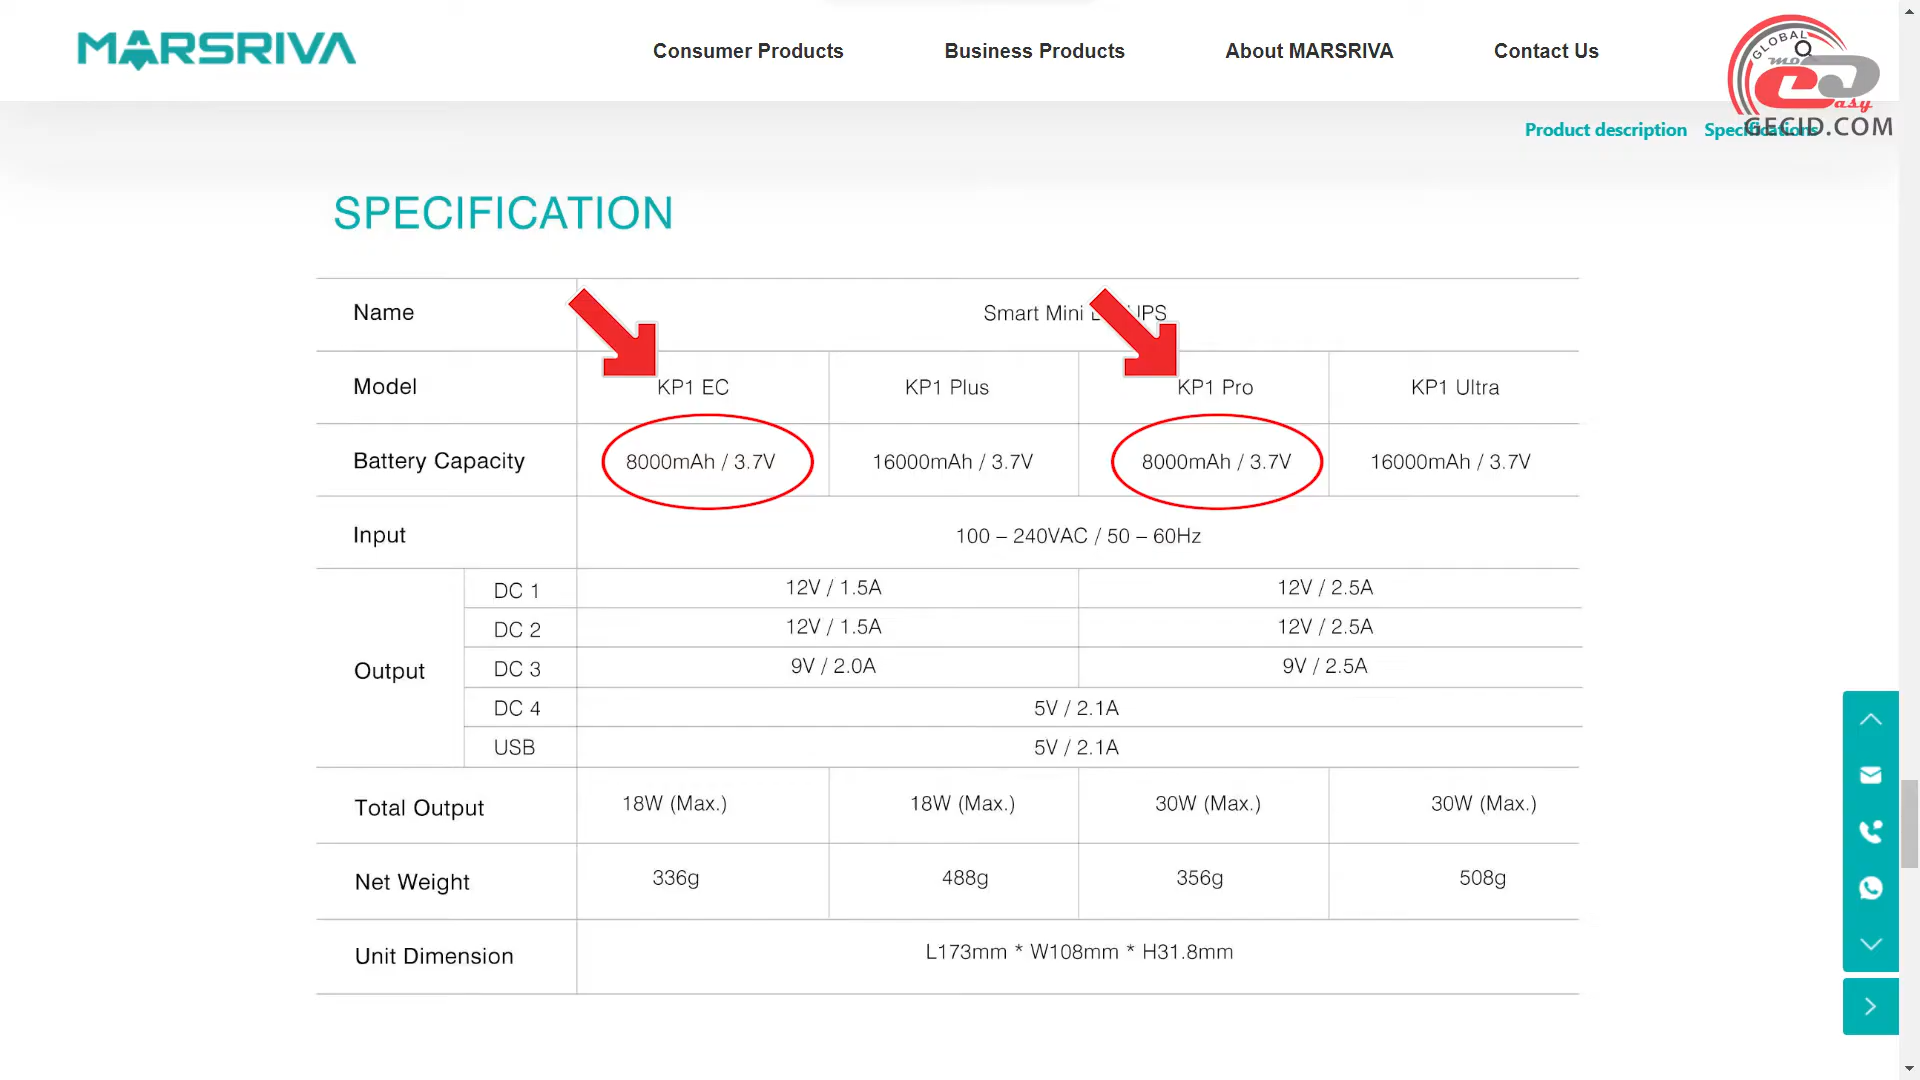 MARSRIVA
Consumer Products Business Products About MARSRIVA Contact Us
GLOBAL
easy
GECID.COM
Product description Specifications
SPECIFICATION
Name Smart Mini UPS
Model KP1 EC KP1 Plus KP1 Pro KP1 Ultra
Battery Capacity 8000mAh / 3.7V 16000mAh / 3.7V 8000mAh / 3.7V 16000mAh / 3.7V
Input 100 – 240VAC / 50 – 60Hz
Output
DC 1 12V / 1.5A 12V / 2.5A
DC 2 12V / 1.5A 12V / 2.5A
DC 3 9V / 2.0A 9V / 2.5A
DC 4 5V / 2.1A
USB 5V / 2.1A
Total Output 18W (Max.) 18W (Max.) 30W (Max.) 30W (Max.)
Net Weight 336g 488g 356g 508g
Unit Dimension L173mm * W108mm * H31.8mm